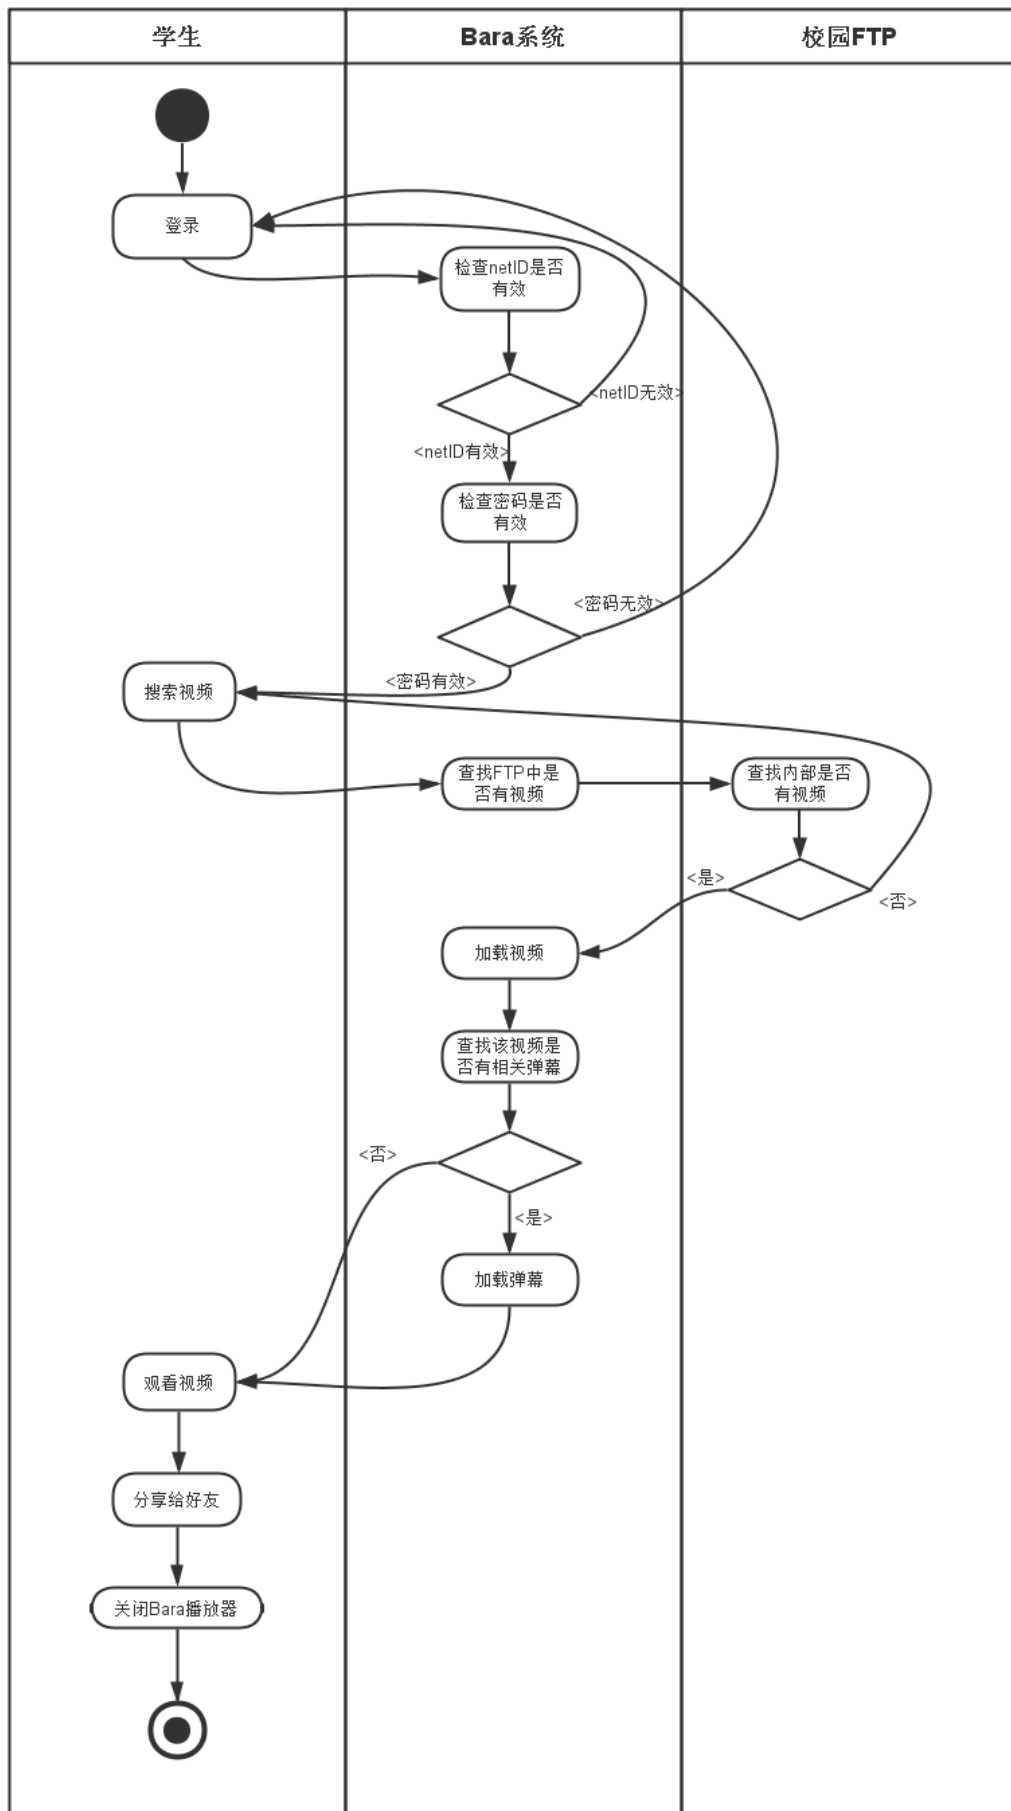 学生
Bara系统
校园FTP
登录
检查netID是否
有效
<netID无效>
<netID有效>
检查密码是否
有效
<密码无效>
<密码有效>
搜索视频
查找FTP中是
否有视频
查找内部是否
有视频
<是>
<否>
加载视频
查找该视频是
否有相关弹幕
<否>
<是>
加载弹幕
观看视频
分享给好友
关闭Bara播放器